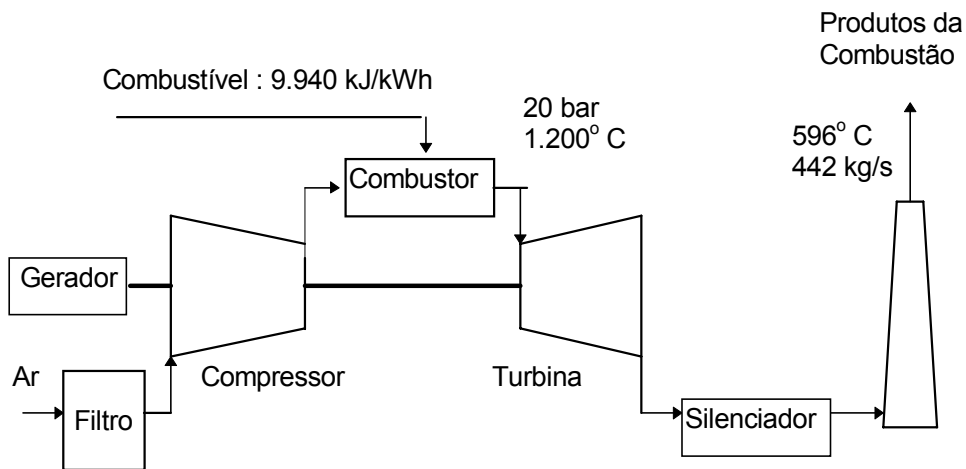 Produtos da
Combustão
Combustível : 9.940 kJ/kWh
20 bar
1.200° C
596° C
442 kg/s
Combustor
Gerador
Ar
Compressor
Turbina
Filtro
Silenciador